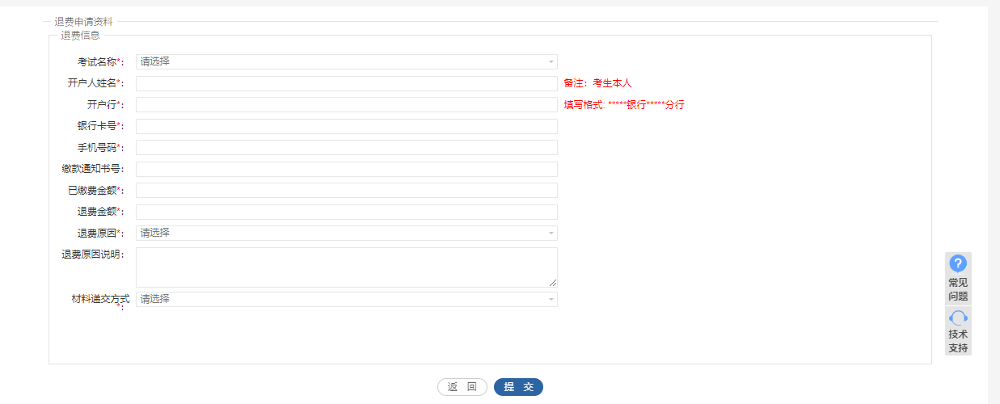 退费申请资料
退费信息
考试名称*：
请选择
开户人姓名*：
备注：考生本人
开户行*：
填写格式: *****银行*****分行
银行卡号*：
手机号码*：
缴款通知书号：
已缴费金额*：
退费金额*：
退费原因*：
请选择
退费原因说明：
材料递交方式
*：
请选择
常见
问题
技术
支持
返 回
提 交